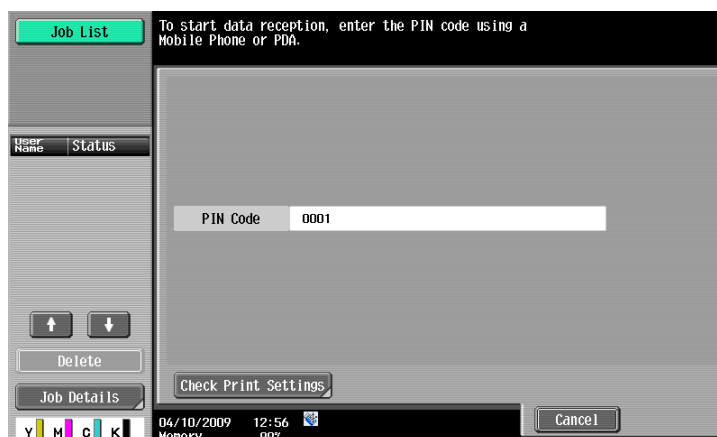 Job List
To start data reception, enter the PIN code using a
Mobile Phone or PDA.
User Name
Status
PIN Code
0001
Delete
Job Details
Check Print Settings
Y M C K
04/10/2009 12:56
Memory
Cancel